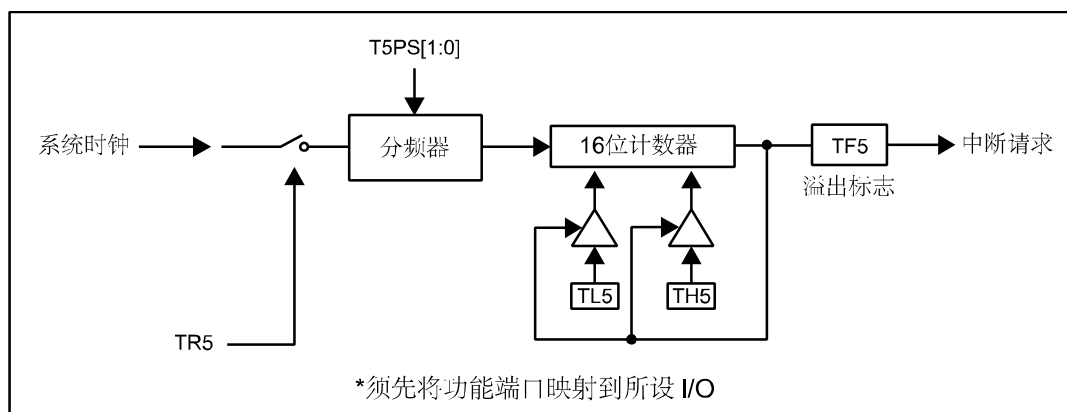 T5PS[1:0]
系统时钟
分频器
16位计数器
TF5
中断请求
溢出标志
TL5
TH5
TR5
*须先将功能端口映射到所设 I/O